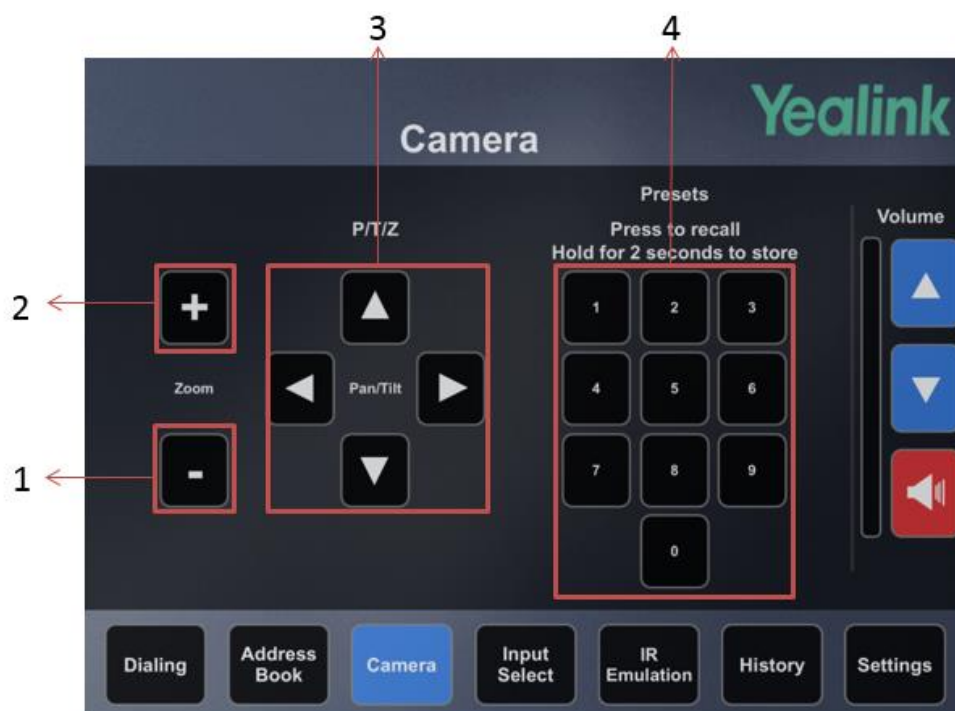 3
4
Yealink
Camera
Presets
P/T/Z
Press to recall
Hold for 2 seconds to store
Volume
2
+
1
2
3
Zoom
Pan/Tilt
4
5
6
1
-
7
8
9
0
Dialing
Address
Book
Camera
Input
Select
IR
Emulation
History
Settings